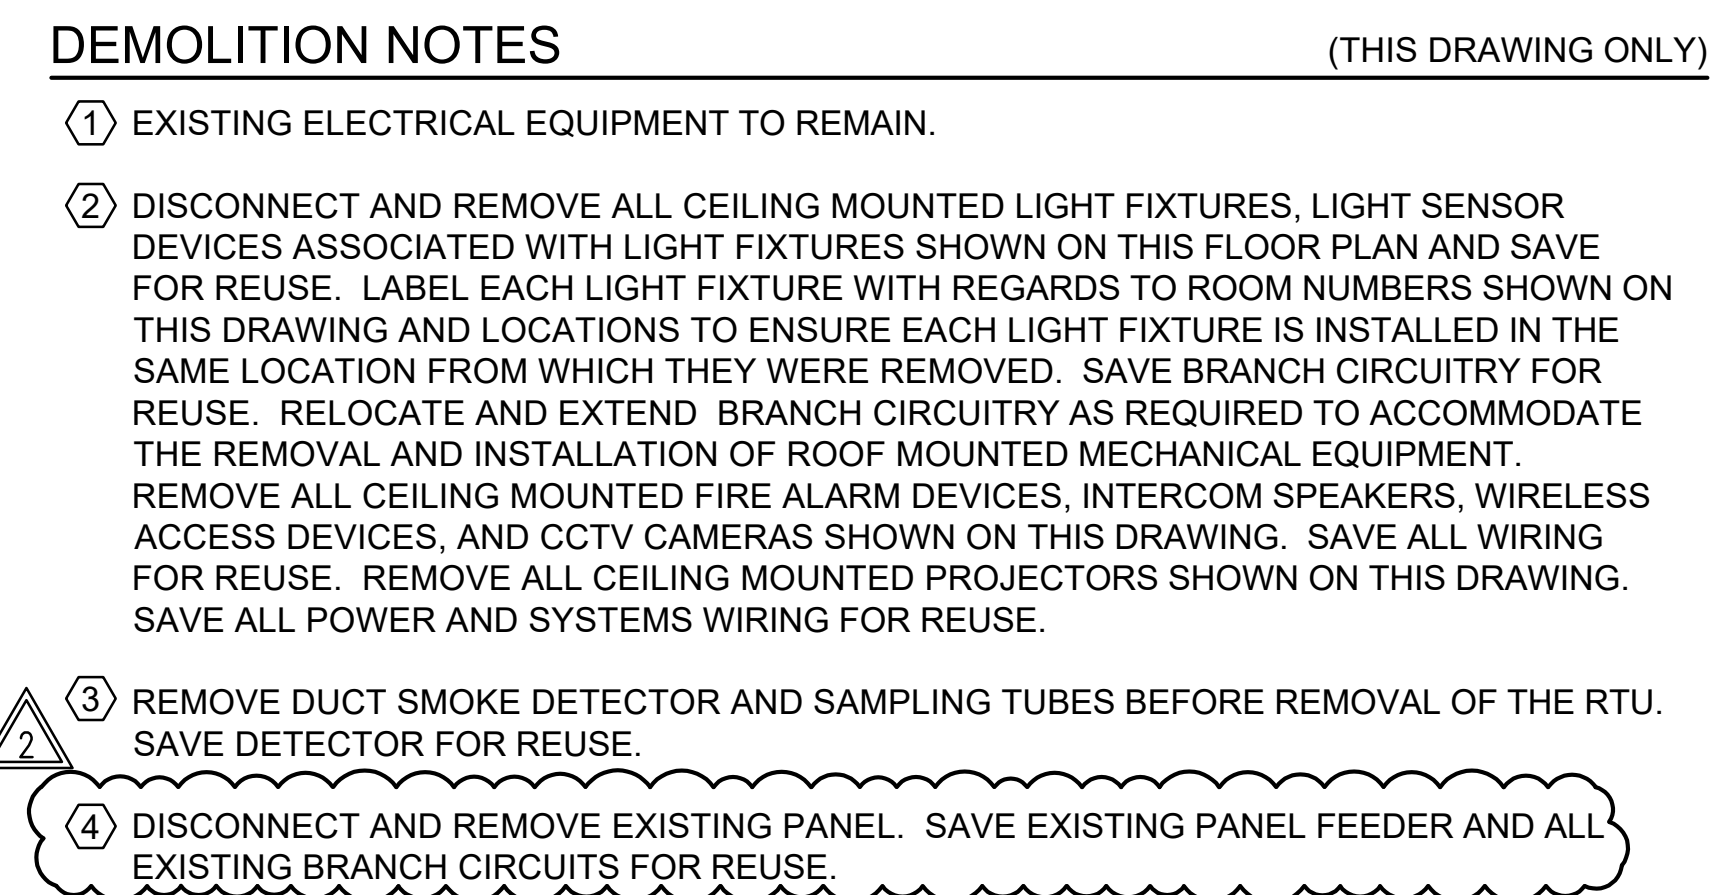 DEMOLITION NOTES (THIS DRAWING ONLY)
1 EXISTING ELECTRICAL EQUIPMENT TO REMAIN.
2 DISCONNECT AND REMOVE ALL CEILING MOUNTED LIGHT FIXTURES, LIGHT SENSOR
DEVICES ASSOCIATED WITH LIGHT FIXTURES SHOWN ON THIS FLOOR PLAN AND SAVE
FOR REUSE. LABEL EACH LIGHT FIXTURE WITH REGARDS TO ROOM NUMBERS SHOWN ON
THIS DRAWING AND LOCATIONS TO ENSURE EACH LIGHT FIXTURE IS INSTALLED IN THE
SAME LOCATION FROM WHICH THEY WERE REMOVED. SAVE BRANCH CIRCUITRY FOR
REUSE. RELOCATE AND EXTEND BRANCH CIRCUITRY AS REQUIRED TO ACCOMMODATE
THE REMOVAL AND INSTALLATION OF ROOF MOUNTED MECHANICAL EQUIPMENT.
REMOVE ALL CEILING MOUNTED FIRE ALARM DEVICES, INTERCOM SPEAKERS, WIRELESS
ACCESS DEVICES, AND CCTV CAMERAS SHOWN ON THIS DRAWING. SAVE ALL WIRING
FOR REUSE. REMOVE ALL CEILING MOUNTED PROJECTORS SHOWN ON THIS DRAWING.
SAVE ALL POWER AND SYSTEMS WIRING FOR REUSE.
3 REMOVE DUCT SMOKE DETECTOR AND SAMPLING TUBES BEFORE REMOVAL OF THE RTU.
2 SAVE DETECTOR FOR REUSE.
4 DISCONNECT AND REMOVE EXISTING PANEL. SAVE EXISTING PANEL FEEDER AND ALL
EXISTING BRANCH CIRCUITS FOR REUSE.